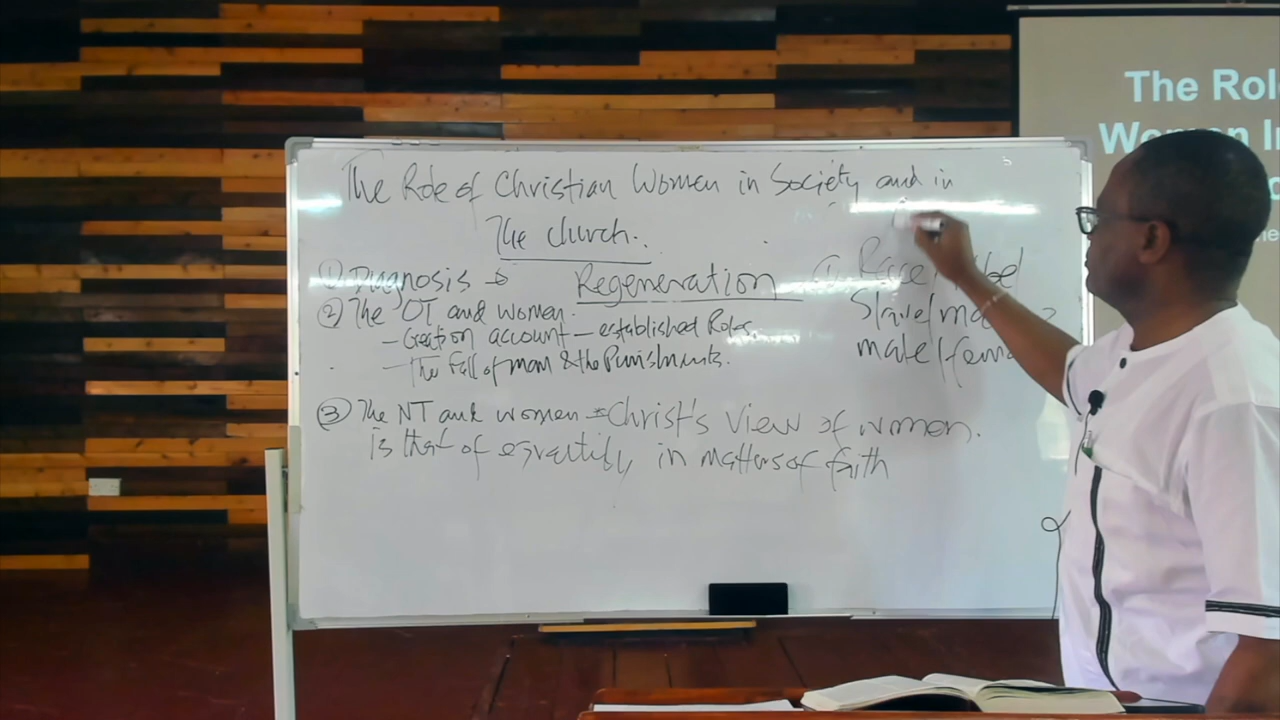 The Role of Christian Women in Society and in
The church.
① Diagnosis →
② The OT and women.
- Creation account - established Roles.
- The Fall of man & the Punishments.
③ The NT and women - Christ's view of women.
Is that of equality in matters of faith
Regeneration
① Race/
Slave/
male/
The Rol